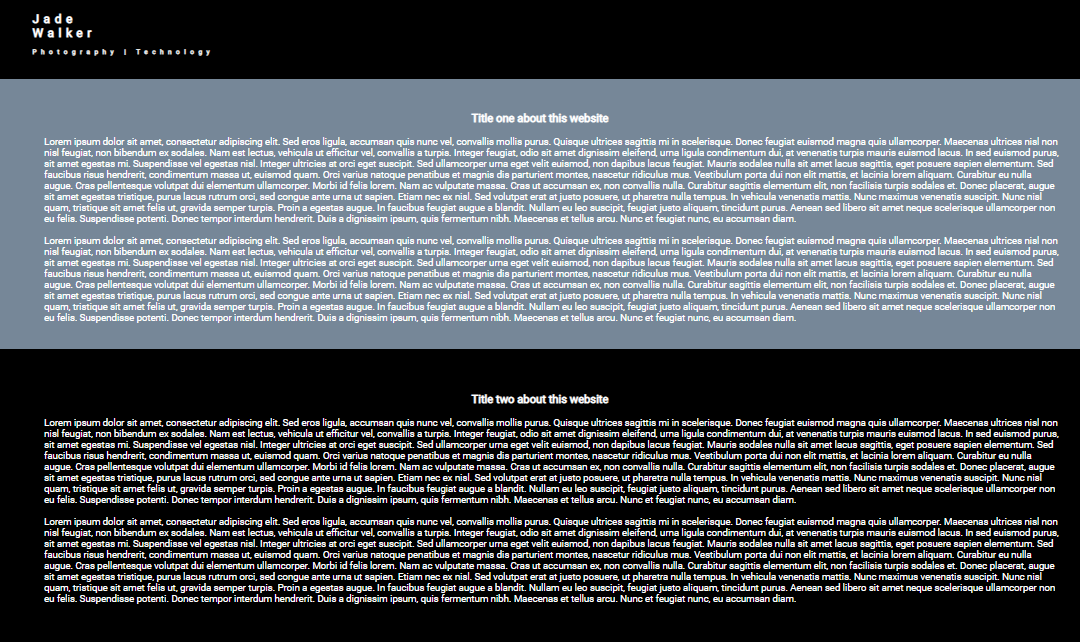 Jade
Walker
Photography | Technology
Title one about this website
Lorem ipsum dolor sit amet, consectetur adipiscing elit. Sed eros ligula, accumsan quis nunc vel, convallis mollis purus. Quisque ultrices sagittis mi in scelerisque. Donec feugiat euismod magna quis ullamcorper. Maecenas ultrices nisl non
nisl feugiat, non bibendum ex sodales. Nam est lectus, vehicula ut efficitur vel, convallis a turpis. Integer feugiat, odio sit amet dignissim eleifend, urna ligula condimentum dui, at venenatis turpis mauris euismod lacus. In sed euismod purus,
sit amet egestas mi. Suspendisse vel egestas nisl. Integer ultricies at orci eget suscipit. Sed ullamcorper urna eget velit euismod, non dapibus lacus feugiat. Mauris sodales nulla sit amet lacus sagittis, eget posuere sapien elementum. Sed
faucibus risus hendrerit, condimentum massa ut, euismod quam. Orci varius natoque penatibus et magnis dis parturient montes, nascetur ridiculus mus. Vestibulum porta dui non elit mattis, et lacinia lorem aliquam. Curabitur eu nulla
augue. Cras pellentesque volutpat dui elementum ullamcorper. Morbi id felis lorem. Nam ac vulputate massa. Cras ut accumsan ex, non convallis nulla. Curabitur sagittis elementum elit, non facilisis turpis sodales et. Donec placerat, augue
sit amet egestas tristique, purus lacus rutrum orci, sed congue ante urna ut sapien. Etiam nec ex nisl. Sed volutpat erat at justo posuere, ut pharetra nulla tempus. In vehicula venenatis mattis. Nunc maximus venenatis suscipit. Nunc nisl
quam, tristique sit amet felis ut, gravida semper turpis. Proin a egestas augue. In faucibus feugiat augue a blandit. Nullam eu leo suscipit, feugiat justo aliquam, tincidunt purus. Aenean sed libero sit amet neque scelerisque ullamcorper non
eu felis. Suspendisse potenti. Donec tempor interdum hendrerit. Duis a dignissim ipsum, quis fermentum nibh. Maecenas et tellus arcu. Nunc et feugiat nunc, eu accumsan diam.
Lorem ipsum dolor sit amet, consectetur adipiscing elit. Sed eros ligula, accumsan quis nunc vel, convallis mollis purus. Quisque ultrices sagittis mi in scelerisque. Donec feugiat euismod magna quis ullamcorper. Maecenas ultrices nisl non
nisl feugiat, non bibendum ex sodales. Nam est lectus, vehicula ut efficitur vel, convallis a turpis. Integer feugiat, odio sit amet dignissim eleifend, urna ligula condimentum dui, at venenatis turpis mauris euismod lacus. In sed euismod purus,
sit amet egestas mi. Suspendisse vel egestas nisl. Integer ultricies at orci eget suscipit. Sed ullamcorper urna eget velit euismod, non dapibus lacus feugiat. Mauris sodales nulla sit amet lacus sagittis, eget posuere sapien elementum. Sed
faucibus risus hendrerit, condimentum massa ut, euismod quam. Orci varius natoque penatibus et magnis dis parturient montes, nascetur ridiculus mus. Vestibulum porta dui non elit mattis, et lacinia lorem aliquam. Curabitur eu nulla
augue. Cras pellentesque volutpat dui elementum ullamcorper. Morbi id felis lorem. Nam ac vulputate massa. Cras ut accumsan ex, non convallis nulla. Curabitur sagittis elementum elit, non facilisis turpis sodales et. Donec placerat, augue
sit amet egestas tristique, purus lacus rutrum orci, sed congue ante urna ut sapien. Etiam nec ex nisl. Sed volutpat erat at justo posuere, ut pharetra nulla tempus. In vehicula venenatis mattis. Nunc maximus venenatis suscipit. Nunc nisl
quam, tristique sit amet felis ut, gravida semper turpis. Proin a egestas augue. In faucibus feugiat augue a blandit. Nullam eu leo suscipit, feugiat justo aliquam, tincidunt purus. Aenean sed libero sit amet neque scelerisque ullamcorper non
eu felis. Suspendisse potenti. Donec tempor interdum hendrerit. Duis a dignissim ipsum, quis fermentum nibh. Maecenas et tellus arcu. Nunc et feugiat nunc, eu accumsan diam.
Title two about this website
Lorem ipsum dolor sit amet, consectetur adipiscing elit. Sed eros ligula, accumsan quis nunc vel, convallis mollis purus. Quisque ultrices sagittis mi in scelerisque. Donec feugiat euismod magna quis ullamcorper. Maecenas ultrices nisl non
nisl feugiat, non bibendum ex sodales. Nam est lectus, vehicula ut efficitur vel, convallis a turpis. Integer feugiat, odio sit amet dignissim eleifend, urna ligula condimentum dui, at venenatis turpis mauris euismod lacus. In sed euismod purus,
sit amet egestas mi. Suspendisse vel egestas nisl. Integer ultricies at orci eget suscipit. Sed ullamcorper urna eget velit euismod, non dapibus lacus feugiat. Mauris sodales nulla sit amet lacus sagittis, eget posuere sapien elementum. Sed
faucibus risus hendrerit, condimentum massa ut, euismod quam. Orci varius natoque penatibus et magnis dis parturient montes, nascetur ridiculus mus. Vestibulum porta dui non elit mattis, et lacinia lorem aliquam. Curabitur eu nulla
augue. Cras pellentesque volutpat dui elementum ullamcorper. Morbi id felis lorem. Nam ac vulputate massa. Cras ut accumsan ex, non convallis nulla. Curabitur sagittis elementum elit, non facilisis turpis sodales et. Donec placerat, augue
sit amet egestas tristique, purus lacus rutrum orci, sed congue ante urna ut sapien. Etiam nec ex nisl. Sed volutpat erat at justo posuere, ut pharetra nulla tempus. In vehicula venenatis mattis. Nunc maximus venenatis suscipit. Nunc nisl
quam, tristique sit amet felis ut, gravida semper turpis. Proin a egestas augue. In faucibus feugiat augue a blandit. Nullam eu leo suscipit, feugiat justo aliquam, tincidunt purus. Aenean sed libero sit amet neque scelerisque ullamcorper non
eu felis. Suspendisse potenti. Donec tempor interdum hendrerit. Duis a dignissim ipsum, quis fermentum nibh. Maecenas et tellus arcu. Nunc et feugiat nunc, eu accumsan diam.
Lorem ipsum dolor sit amet, consectetur adipiscing elit. Sed eros ligula, accumsan quis nunc vel, convallis mollis purus. Quisque ultrices sagittis mi in scelerisque. Donec feugiat euismod magna quis ullamcorper. Maecenas ultrices nisl non
nisl feugiat, non bibendum ex sodales. Nam est lectus, vehicula ut efficitur vel, convallis a turpis. Integer feugiat, odio sit amet dignissim eleifend, urna ligula condimentum dui, at venenatis turpis mauris euismod lacus. In sed euismod purus,
sit amet egestas mi. Suspendisse vel egestas nisl. Integer ultricies at orci eget suscipit. Sed ullamcorper urna eget velit euismod, non dapibus lacus feugiat. Mauris sodales nulla sit amet lacus sagittis, eget posuere sapien elementum. Sed
faucibus risus hendrerit, condimentum massa ut, euismod quam. Orci varius natoque penatibus et magnis dis parturient montes, nascetur ridiculus mus. Vestibulum porta dui non elit mattis, et lacinia lorem aliquam. Curabitur eu nulla
augue. Cras pellentesque volutpat dui elementum ullamcorper. Morbi id felis lorem. Nam ac vulputate massa. Cras ut accumsan ex, non convallis nulla. Curabitur sagittis elementum elit, non facilisis turpis sodales et. Donec placerat, augue
sit amet egestas tristique, purus lacus rutrum orci, sed congue ante urna ut sapien. Etiam nec ex nisl. Sed volutpat erat at justo posuere, ut pharetra nulla tempus. In vehicula venenatis mattis. Nunc maximus venenatis suscipit. Nunc nisl
quam, tristique sit amet felis ut, gravida semper turpis. Proin a egestas augue. In faucibus feugiat augue a blandit. Nullam eu leo suscipit, feugiat justo aliquam, tincidunt purus. Aenean sed libero sit amet neque scelerisque ullamcorper non
eu felis. Suspendisse potenti. Donec tempor interdum hendrerit. Duis a dignissim ipsum, quis fermentum nibh. Maecenas et tellus arcu. Nunc et feugiat nunc, eu accumsan diam.